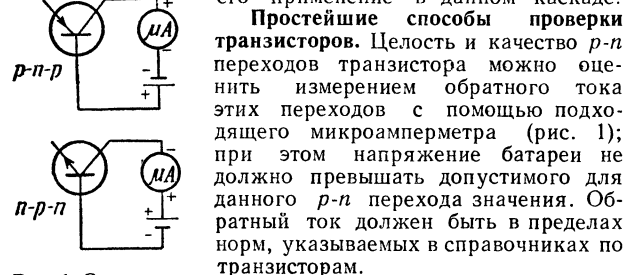 μA
−
−
+
p-n-p
−
μA
+
+
−
n-p-n
его применение в данном каскаде.
Простейшие способы проверки
транзисторов. Целость и качество p-n
переходов транзистора можно оце-
нить измерением обратного тока
этих переходов с помощью подхо-
дящего микроамперметра (рис. 1);
при этом напряжение батареи не
должно превышать допустимого для
данного p-n перехода значения. Об-
ратный ток должен быть в пределах
норм, указываемых в справочниках по
транзисторам.